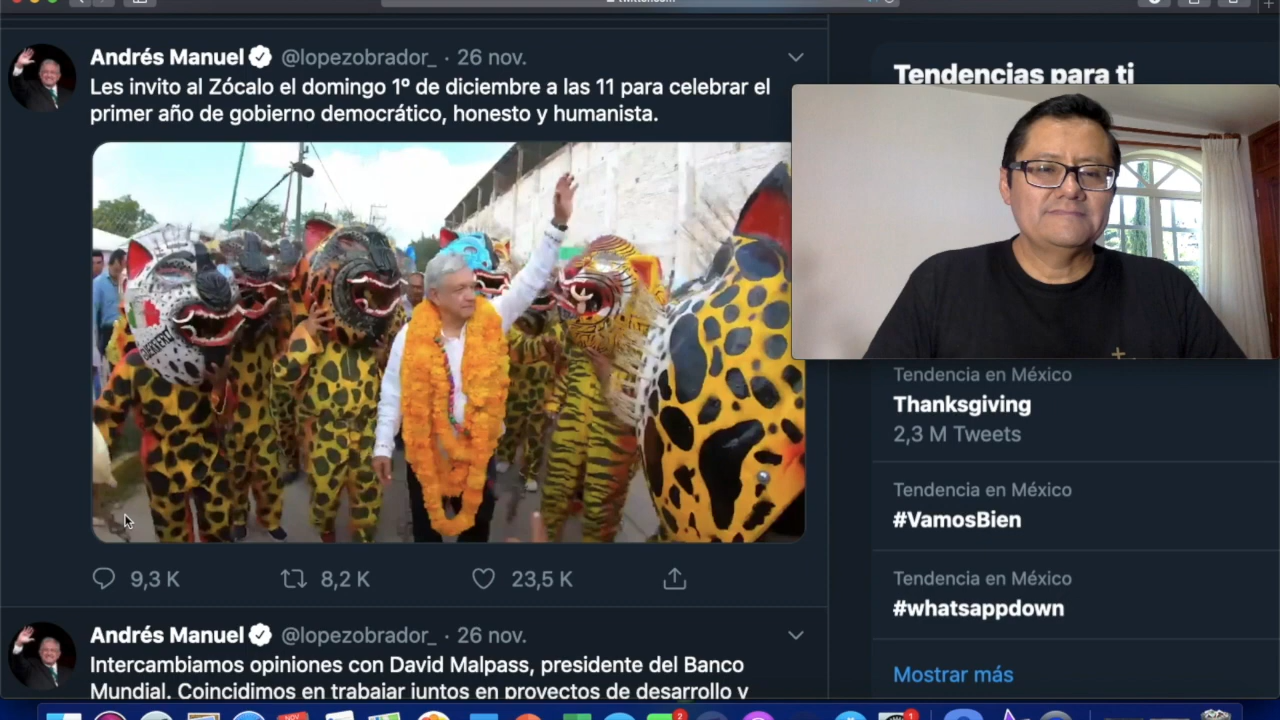 Andrés Manuel @lopezobrador_ · 26 nov.
Les invito al Zócalo el domingo 1º de diciembre a las 11 para celebrar el
primer año de gobierno democrático, honesto y humanista.
9,3 K 8,2 K 23,5 K
Andrés Manuel @lopezobrador_ · 26 nov.
Intercambiamos opiniones con David Malpass, presidente del Banco
Mundial. Coincidimos en trabajar juntos en proyectos de desarrollo y
Tendencias para ti
Tendencia en México
Thanksgiving
2,3 M Tweets
Tendencia en México
#VamosBien
Tendencia en México
#whatsappdown
Mostrar más
NOV
2
1